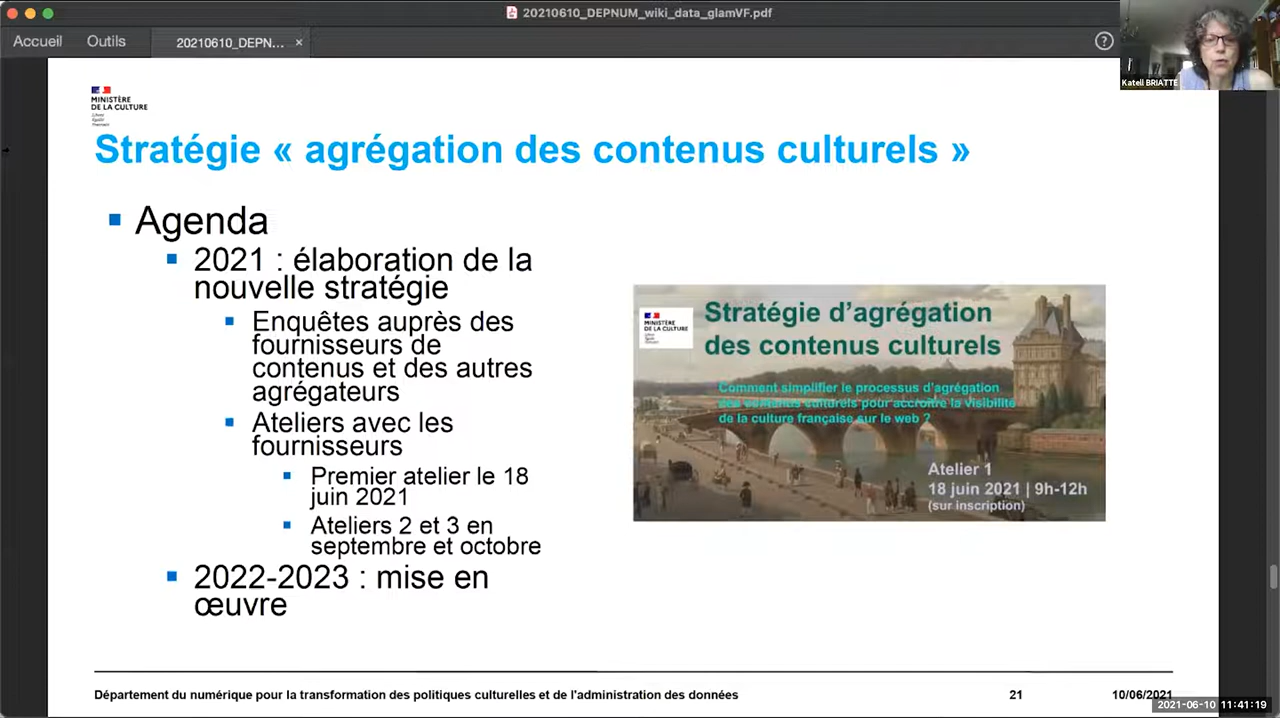 20210610_DEPNUM_wiki_data_glamVF.pdf
Accueil Outils 20210610_DEPN... × ?
Katell BRIATTE
MINISTÈRE
DE LA CULTURE
Liberté
Égalité
Fraternité
Stratégie « agrégation des contenus culturels »
Agenda
2021 : élaboration de la
nouvelle stratégie
Enquêtes auprès des
fournisseurs de
contenus et des autres
agrégateurs
Ateliers avec les
fournisseurs
Premier atelier le 18
juin 2021
Ateliers 2 et 3 en
septembre et octobre
2022-2023 : mise en
œuvre
MINISTÈRE
DE LA CULTURE
Stratégie d'agrégation
des contenus culturels
Comment simplifier le processus d'agrégation
des contenus culturels pour accroître la visibilité
de la culture française sur le web ?
Atelier 1
18 juin 2021 | 9h-12h
(sur inscription)
Département du numérique pour la transformation des politiques culturelles et de l'administration des données 21 10/06/2021
2021-06-10 11:41:19